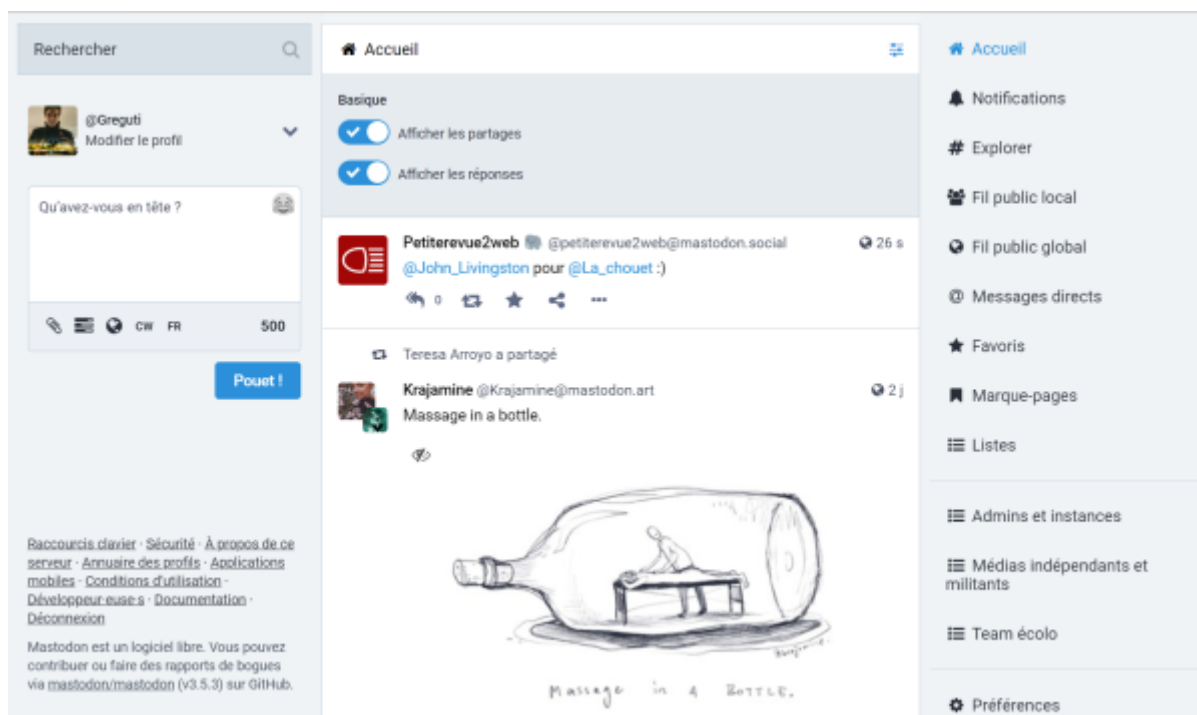 Rechercher
@Greguti
Modifier le profil
Qu'avez-vous en tête ?
CW FR 500
Pouet !
Raccourcis clavier · Sécurité · À propos de ce
serveur · Annuaire des profils · Applications
mobiles · Conditions d'utilisation ·
Développeur·euse·s · Documentation ·
Déconnexion
Mastodon est un logiciel libre. Vous pouvez
contribuer ou faire des rapports de bogues
via mastodon/mastodon (v3.5.3) sur GitHub.
Accueil
Basique
Afficher les partages
Afficher les réponses
Petiterevue2web @petiterevue2web@mastodon.social 26 s
@John_Livingston pour @La_chouet :)
0
Teresa Arroyo a partagé
Krajamine @Krajamine@mastodon.art 2 j
Massage in a bottle.
MASSAGE in A BOTTLE.
Accueil
Notifications
# Explorer
Fil public local
Fil public global
@ Messages directs
Favoris
Marque-pages
Listes
Admins et instances
Médias indépendants et
militants
Team écolo
Préférences